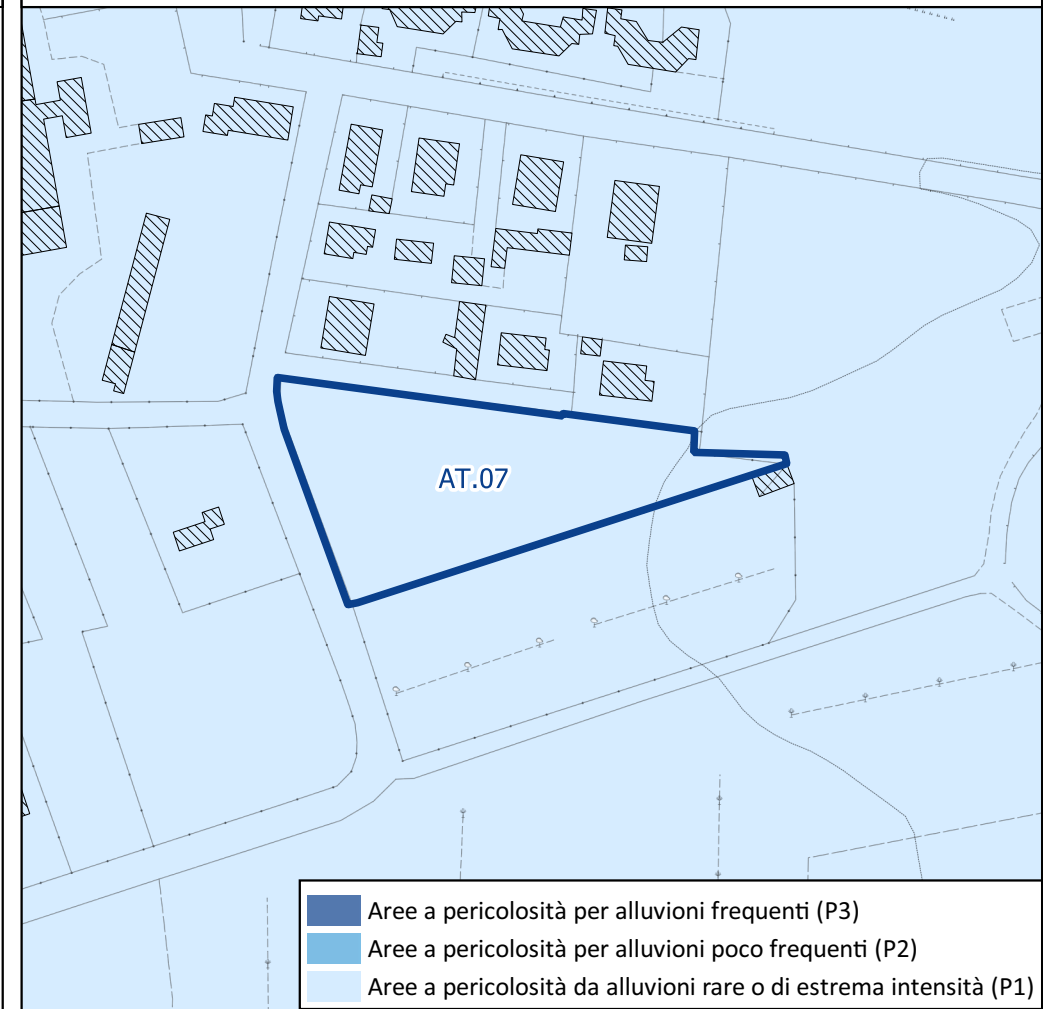 AT.07
Aree a pericolosità per alluvioni frequenti (P3)
Aree a pericolosità per alluvioni poco frequenti (P2)
Aree a pericolosità da alluvioni rare o di estrema intensità (P1)